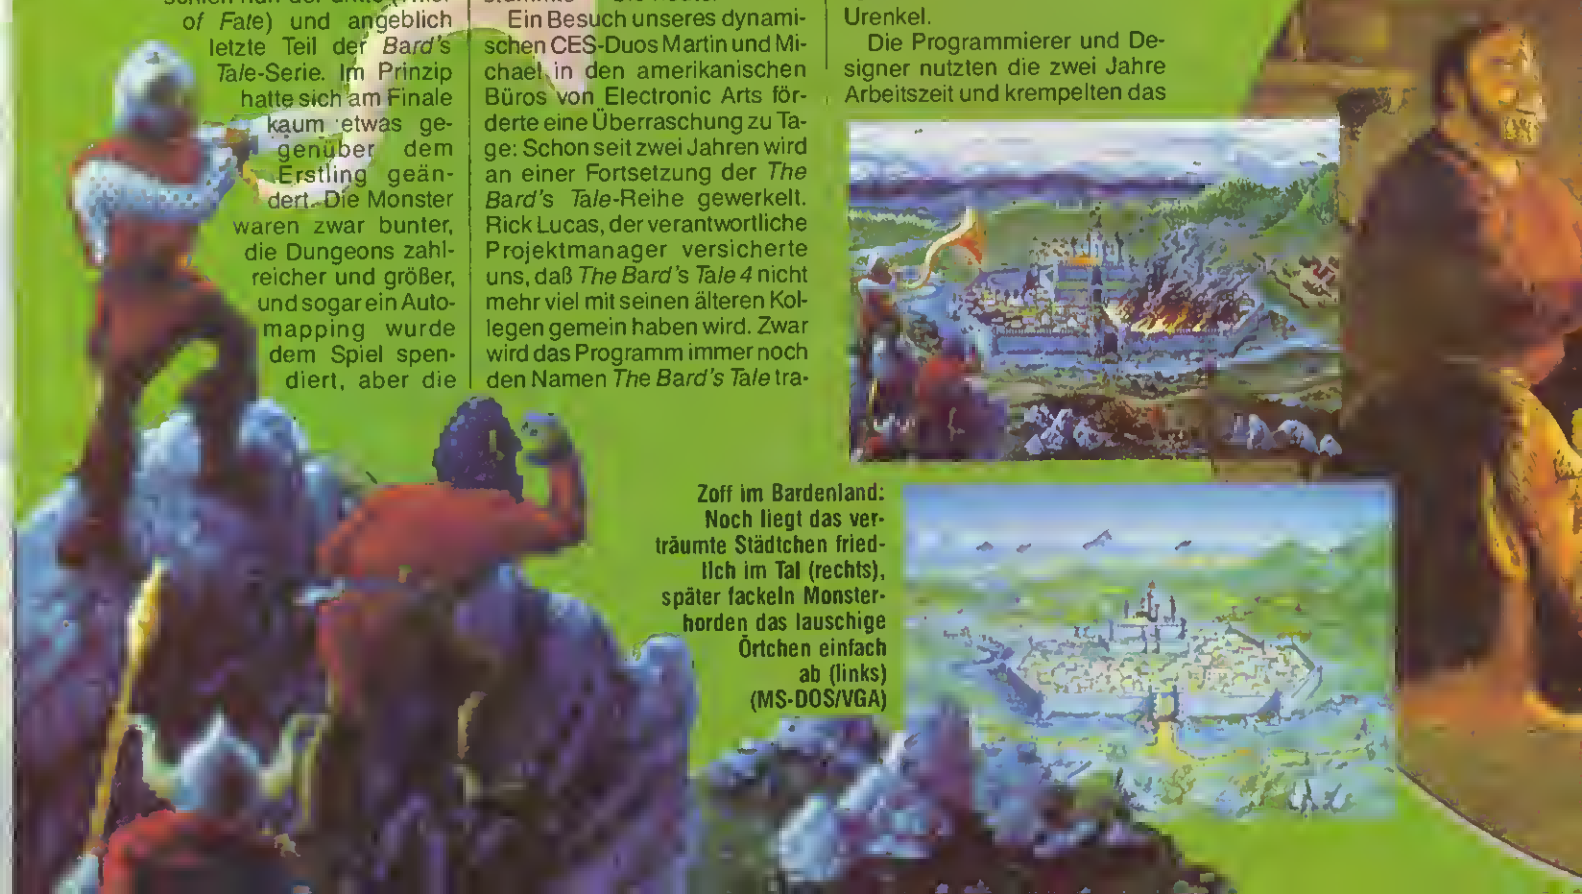 of Fate) und angeblich
letzte Teil der Bard's
Tale-Serie. Im Prinzip
hatte sich am Finale
kaum etwas ge-
genüber dem
Erstling geän-
dert. Die Monster
waren zwar bunter,
die Dungeons zahl-
reicher und größer,
und sogar ein Auto-
mapping wurde
dem Spiel spen-
diert, aber die
Ein Besuch unseres dynami-
schen CES-Duos Martin und Mi-
chael in den amerikanischen
Büros von Electronic Arts för-
derte eine Überraschung zu Ta-
ge: Schon seit zwei Jahren wird
an einer Fortsetzung der The
Bard's Tale-Reihe gewerkelt.
Rick Lucas, der verantwortliche
Projektmanager versicherte
uns, daß The Bard's Tale 4 nicht
mehr viel mit seinen älteren Kol-
legen gemein haben wird. Zwar
wird das Programm immer noch
den Namen The Bard's Tale tra-
Urenkel.
Die Programmierer und De-
signer nutzten die zwei Jahre
Arbeitszeit und krempelten das
Zoff im Bardenland:
Noch liegt das ver-
träumte Städtchen fried-
lich im Tal (rechts),
später fackeln Monster-
horden das lauschige
Örtchen einfach
ab (links)
(MS-DOS/VGA)